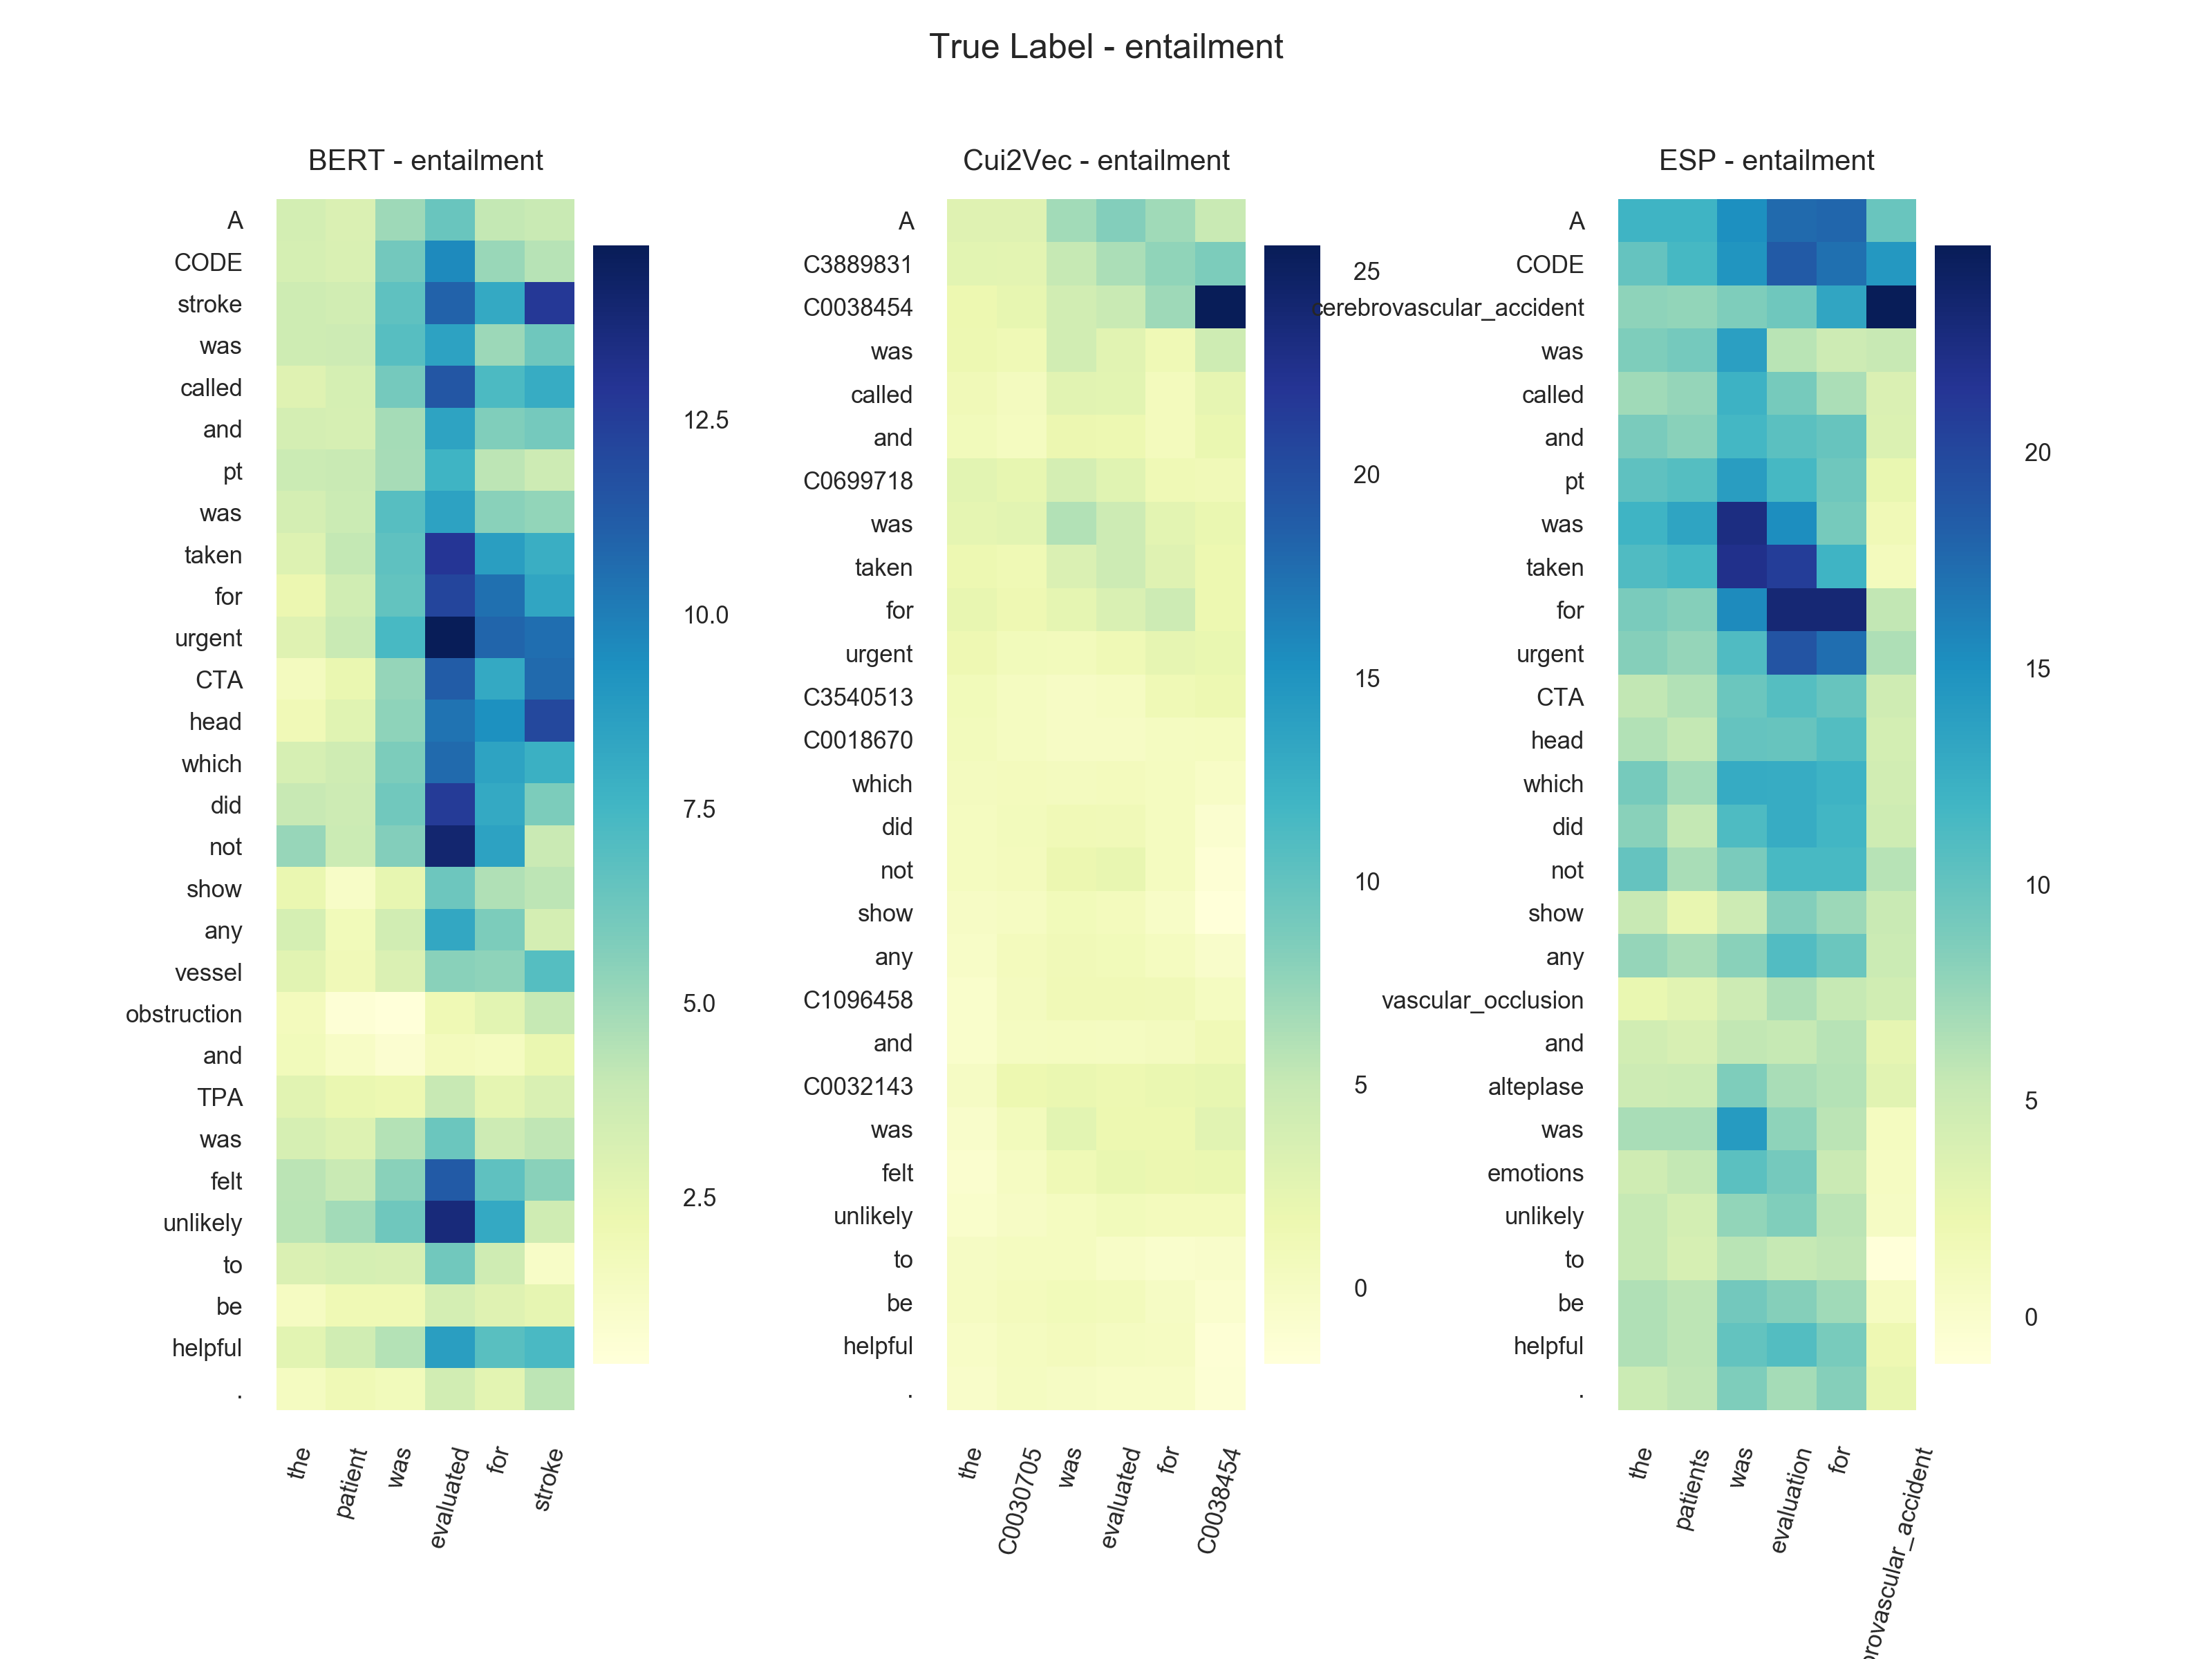 True Label - entailment
BERT - entailment
A
CODE
stroke
was
called
and
pt
was
taken
for
urgent
CTA
head
which
did
not
show
any
vessel
obstruction
and
TPA
was
felt
unlikely
to
be
helpful
.
the
patient
was
evaluated
for
stroke
12.5
10.0
7.5
5.0
2.5
Cui2Vec - entailment
A
C3889831
C0038454
was
called
and
C0699718
was
taken
for
urgent
C3540513
C0018670
which
did
not
show
any
C1096458
and
C0032143
was
felt
unlikely
to
be
helpful
.
the
C0030705
was
evaluated
for
C0038454
25
20
15
10
5
0
ESP - entailment
A
CODE
cerebrovascular_accident
was
called
and
pt
was
taken
for
urgent
CTA
head
which
did
not
show
any
vascular_occlusion
and
alteplase
was
emotions
unlikely
to
be
helpful
.
the
patients
was
evaluation
for
rovascular_accident
20
15
10
5
0